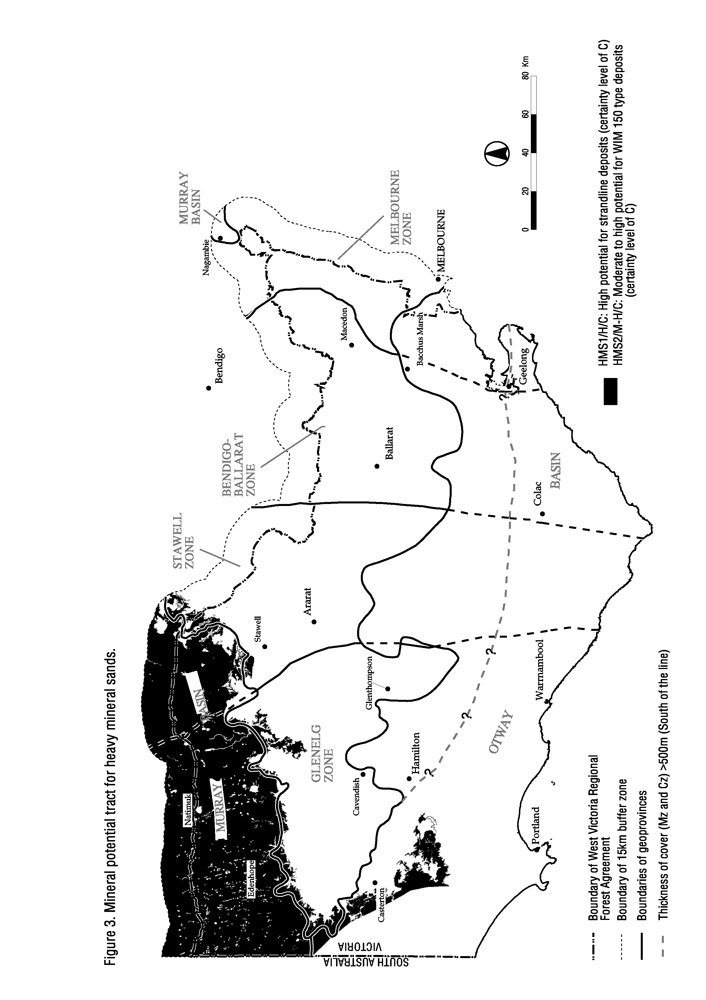 Figure 3. Mineral potential tract for heavy mineral sands.
MURRAY
BASIN
Nagambie
STAWELL
ZONE
BENDIGO-
BALLARAT
ZONE
Bendigo
MELBOURNE
ZONE
Natimuk
MURRAY
BASIN
Edenhope
Stawell
Ararat
GLENELG
ZONE
Macedon
Ballarat
Bacchus Marsh
MELBOURNE
Cavendish
Glenthompson
Hamilton
Casterton
SOUTH AUSTRALIA
VICTORIA
?
?
?
?
Geelong
OTWAY
BASIN
Colac
Warrnambool
Portland
0 20 40 60 80 Km
HMS1/H/C: High potential for strandline deposits (certainty level of C)
HMS2/M-H/C: Moderate to high potential for WIM 150 type deposits
(certainty level of C)
Boundary of West Victoria Regional
Forest Agreement
Boundary of 15km buffer zone
Boundaries of geoprovinces
Thickness of cover (Mz and Cz) >500m (South of the line)